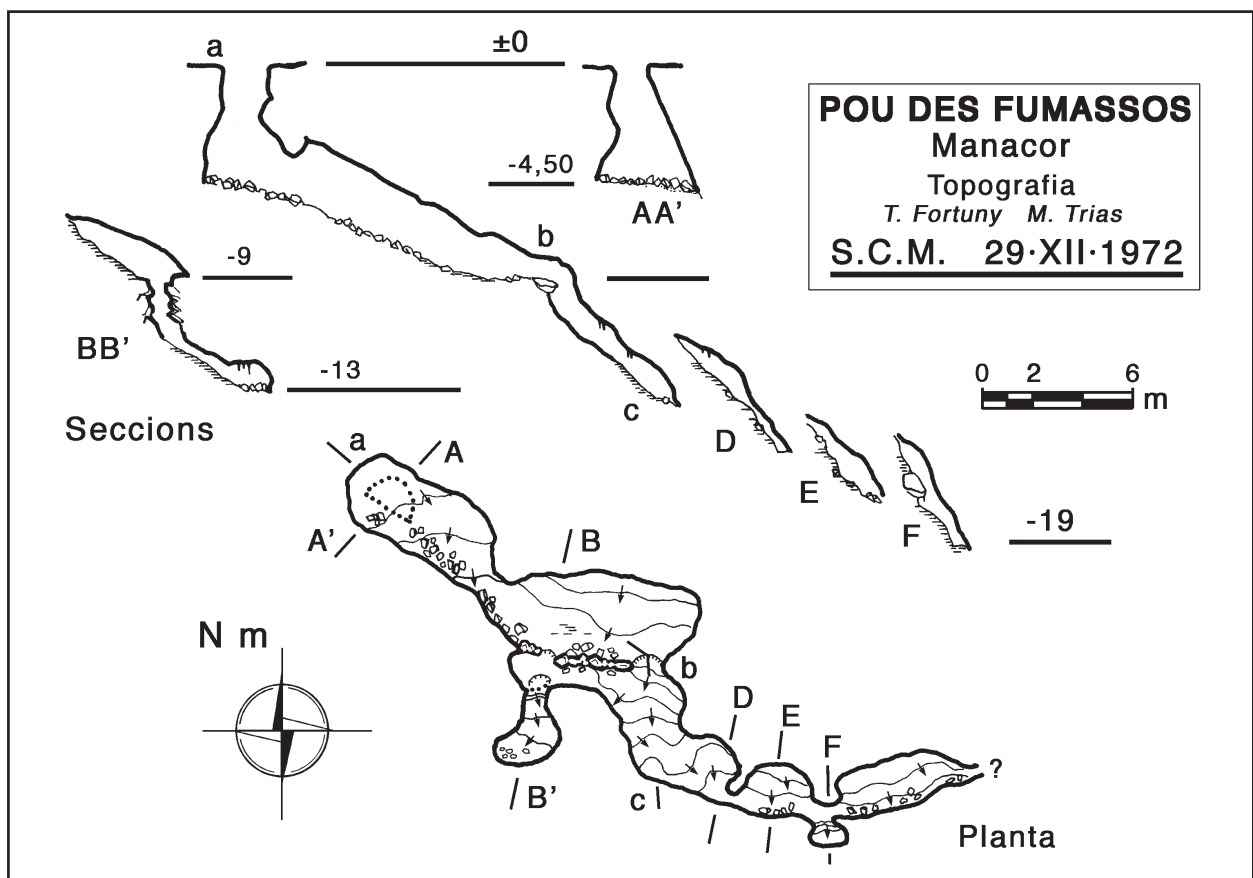 a
±0
POU DES FUMASSOS
Manacor
Topografia
T. Fortuny M. Trias
S.C.M. 29·XII·1972
-4,50
AA’
b
-9
BB’
-13
c
0 2 6 m
D
E
F
-19
Seccions
a
A
A’
B
N m
b
D
E
F
?
B’
c
Planta